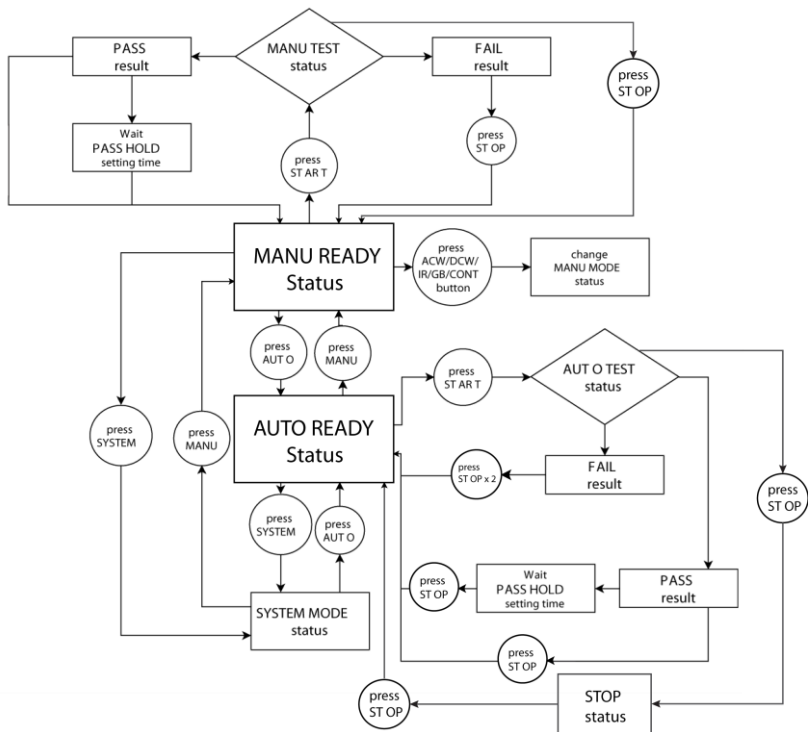 PASS
result
MANU TEST
status
FAIL
result
press
ST OP
Wait
PASS HOLD
setting time
press
ST AR T
press
ST OP
MANU READY
Status
press
ACW/DCW/
IR/GB/CONT
button
change
MANU MODE
status
press
AUT O
press
MANU
press
ST AR T
AUT O TEST
status
press
SYSTEM
press
MANU
AUTO READY
Status
press
ST OP x 2
FAIL
result
press
ST OP
press
SYSTEM
press
AUT O
press
ST OP
Wait
PASS HOLD
setting time
PASS
result
SYSTEM MODE
status
press
ST OP
press
ST OP
STOP
status